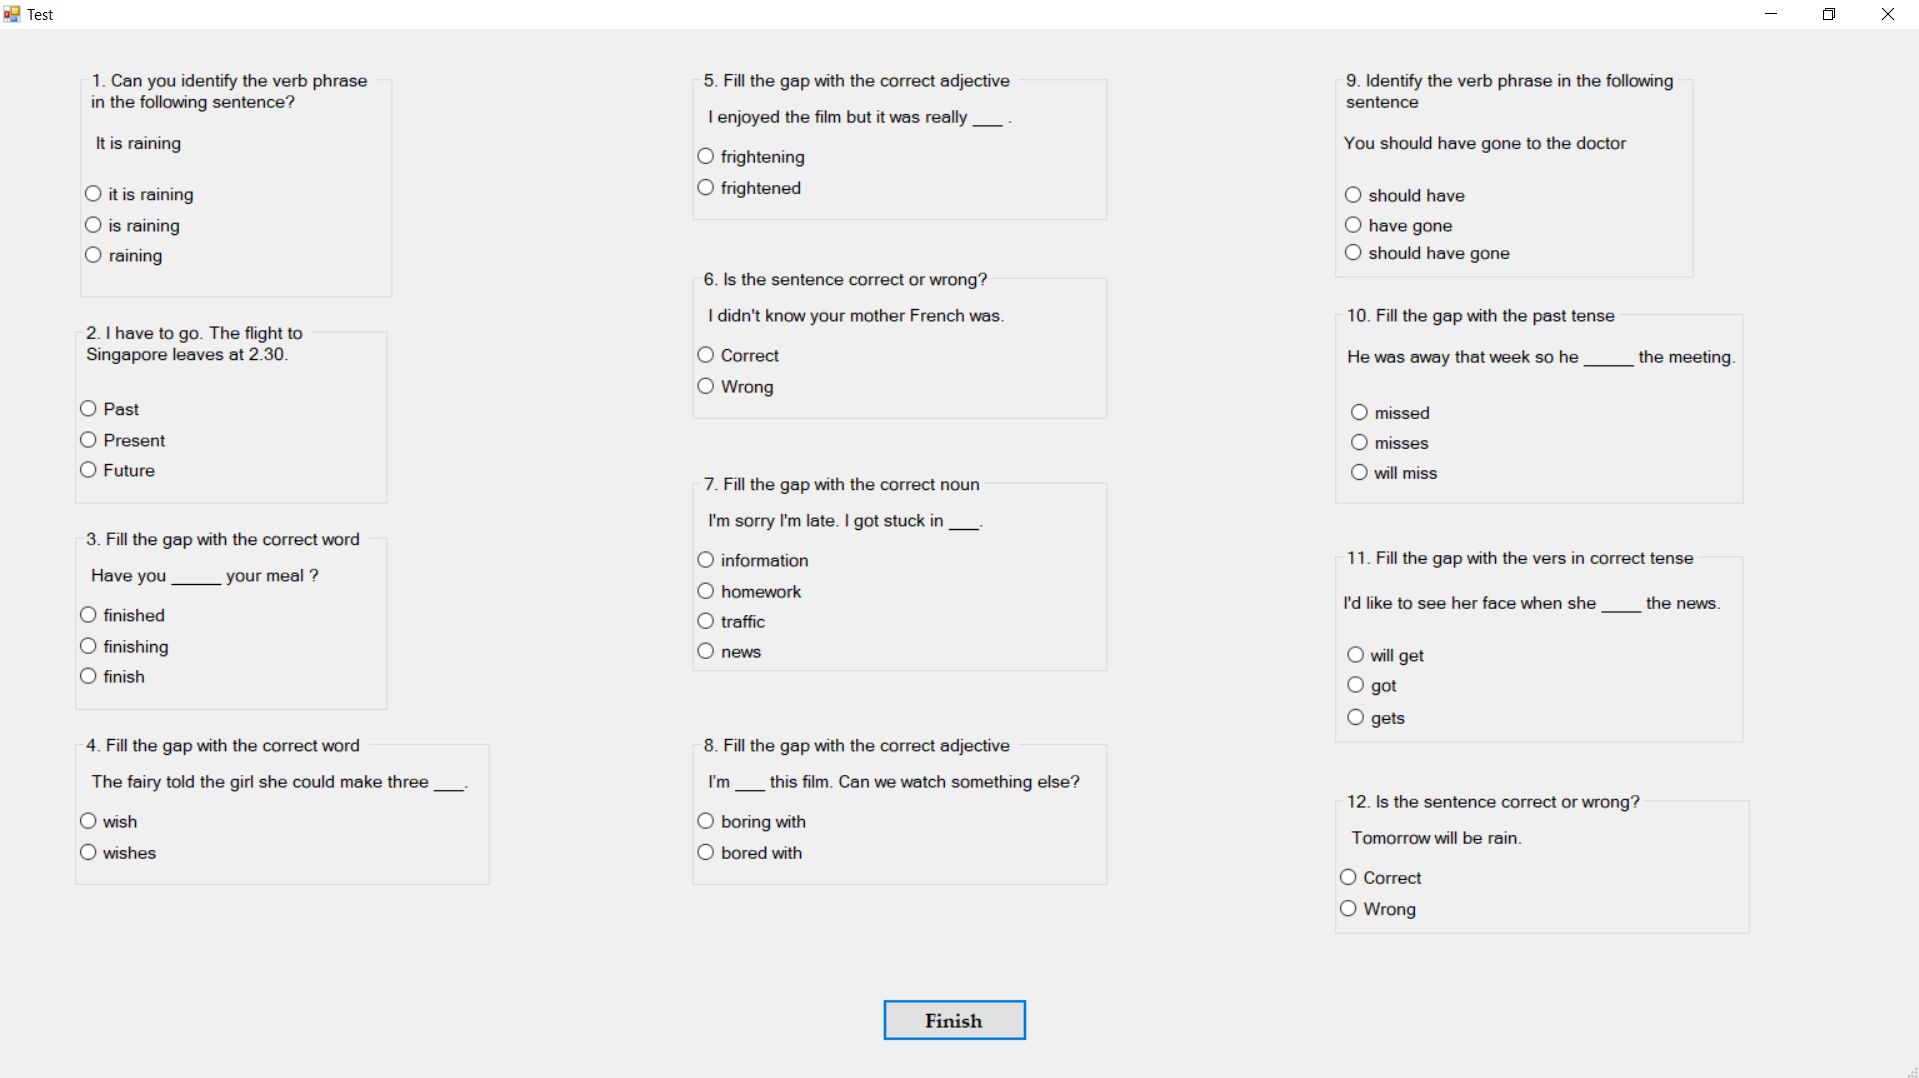 Test
1. Can you identify the verb phrase
in the following sentence?
It is raining
it is raining
is raining
raining
2. I have to go. The flight to
Singapore leaves at 2.30.
Past
Present
Future
3. Fill the gap with the correct word
Have you _____ your meal ?
finished
finishing
finish
4. Fill the gap with the correct word
The fairy told the girl she could make three ___.
wish
wishes
5. Fill the gap with the correct adjective
I enjoyed the film but it was really ___ .
frightening
frightened
6. Is the sentence correct or wrong?
I didn't know your mother French was.
Correct
Wrong
7. Fill the gap with the correct noun
I'm sorry I'm late. I got stuck in ___.
information
homework
traffic
news
8. Fill the gap with the correct adjective
I'm ___ this film. Can we watch something else?
boring with
bored with
9. Identify the verb phrase in the following
sentence
You should have gone to the doctor
should have
have gone
should have gone
10. Fill the gap with the past tense
He was away that week so he _____ the meeting.
missed
misses
will miss
11. Fill the gap with the vers in correct tense
I'd like to see her face when she ____ the news.
will get
got
gets
12. Is the sentence correct or wrong?
Tomorrow will be rain.
Correct
Wrong
Finish